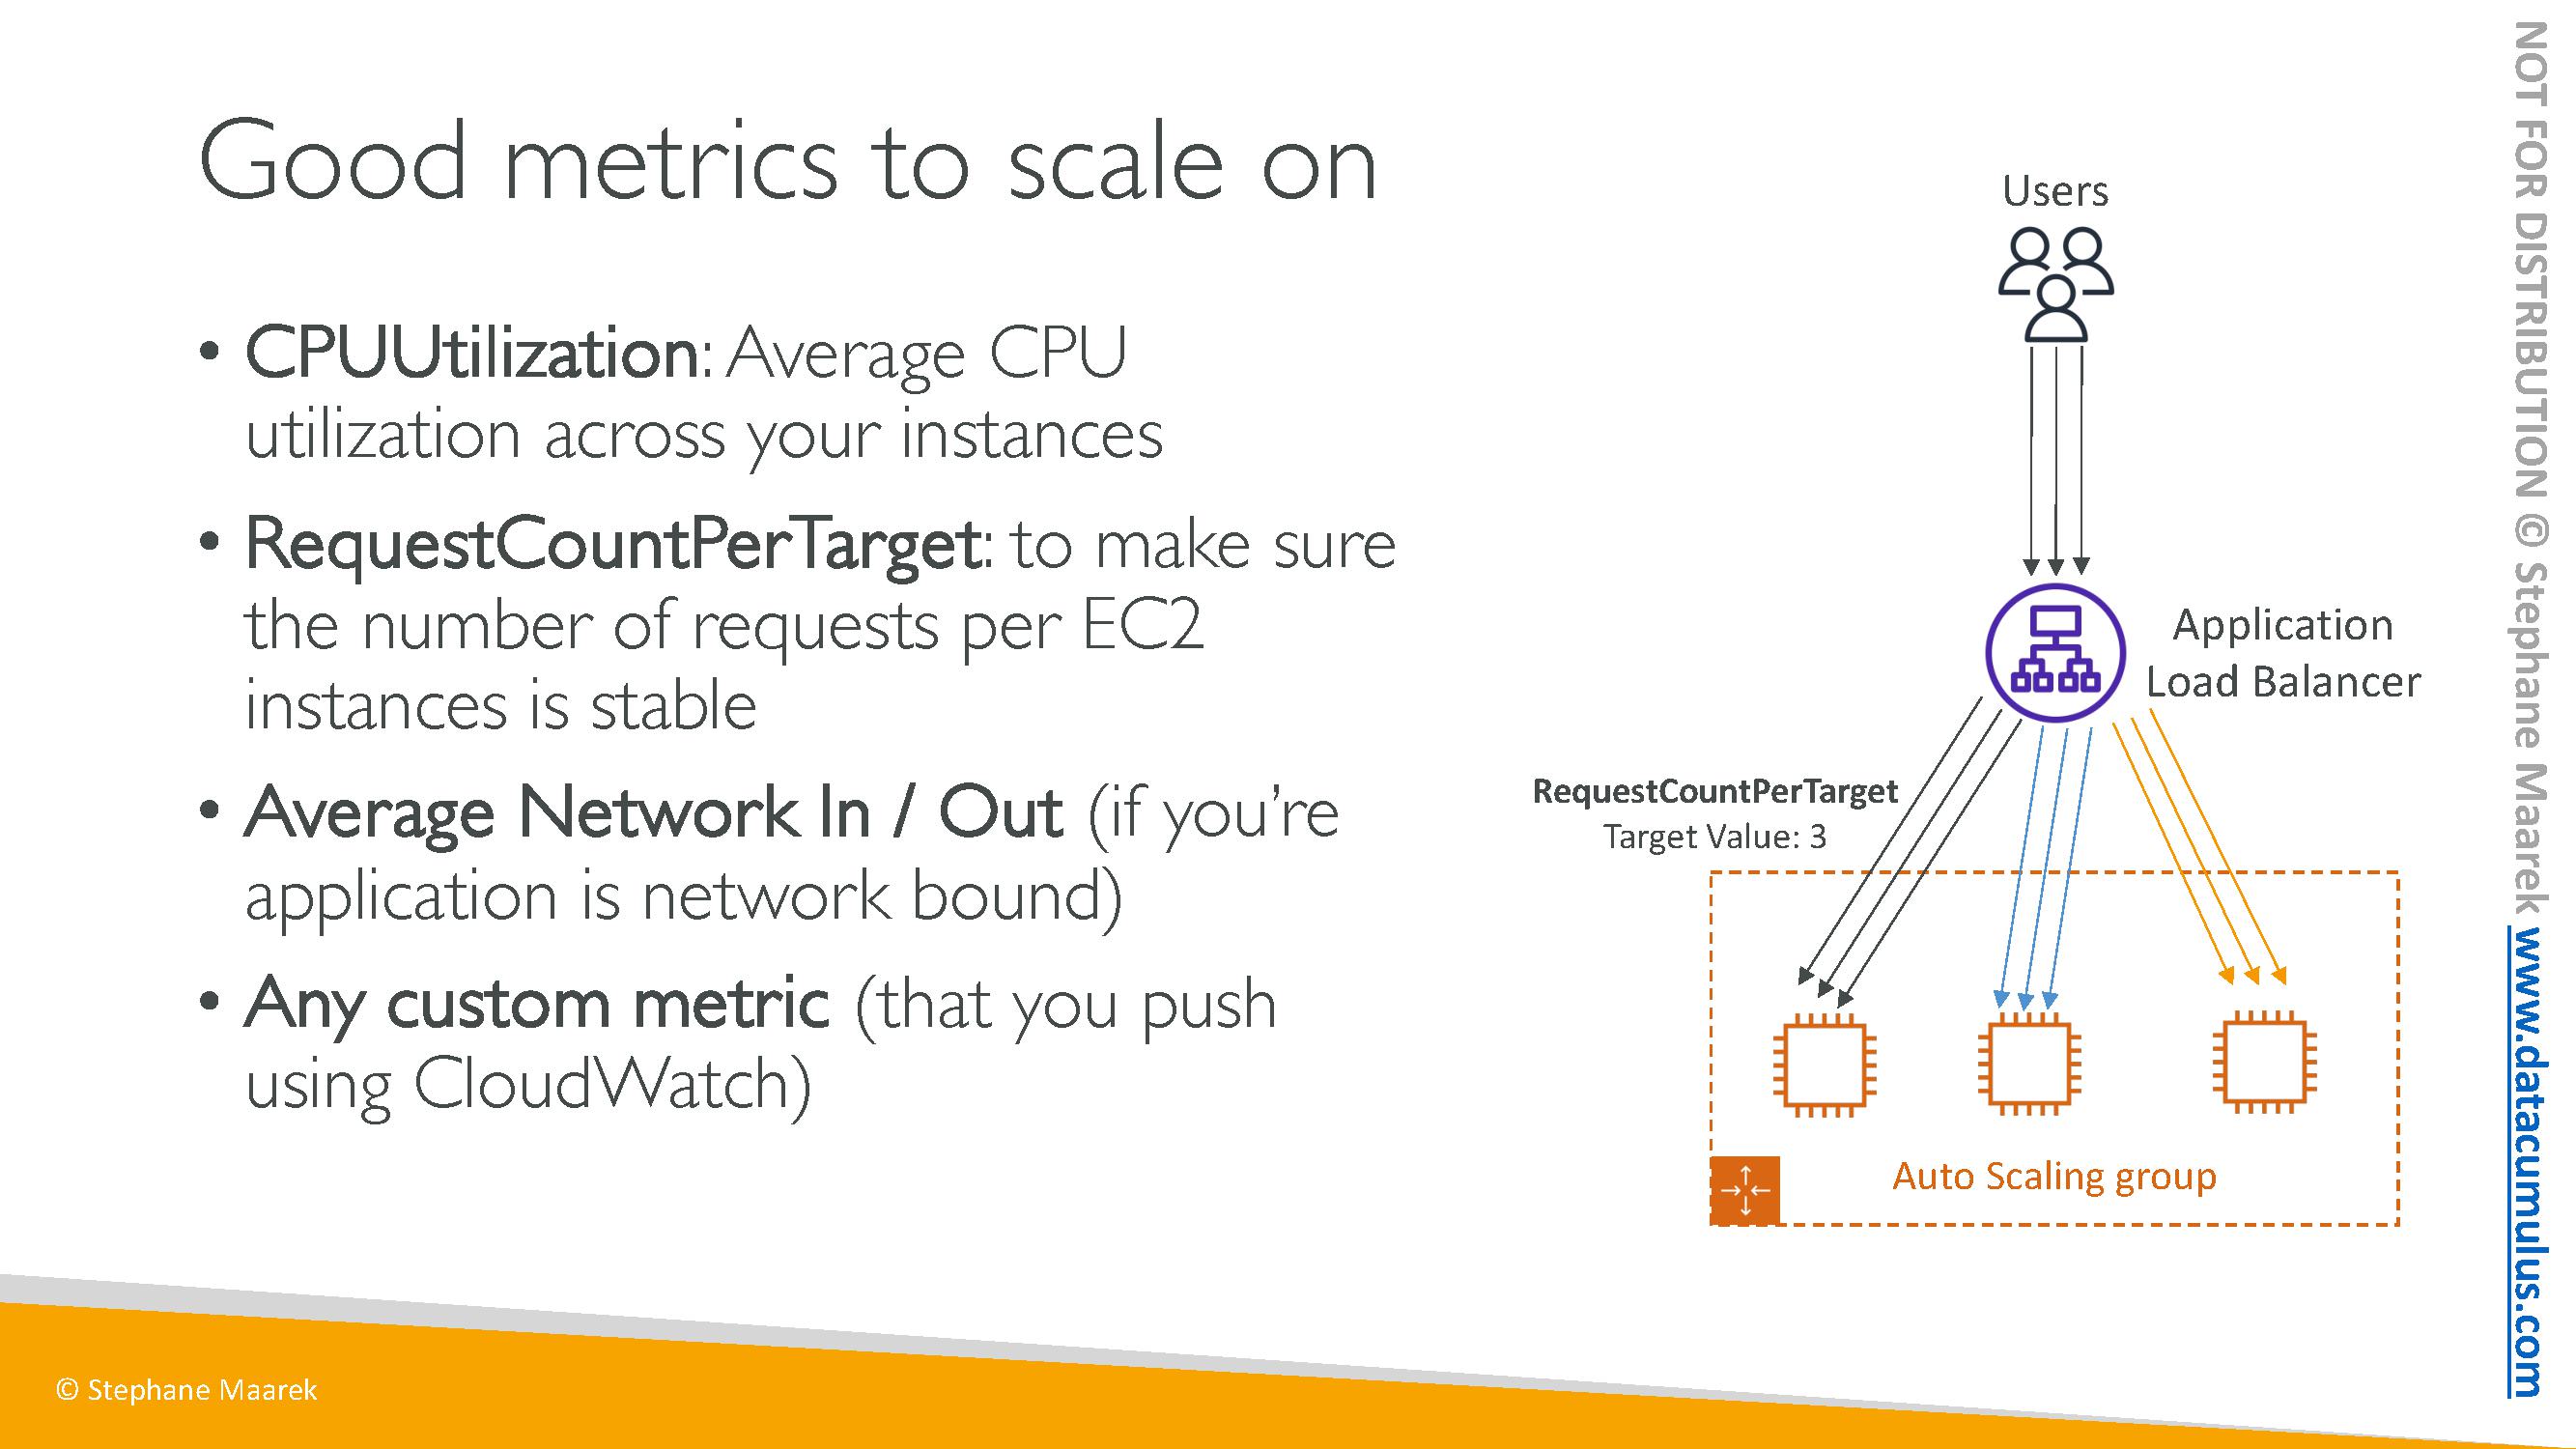 Good metrics to scale on
• CPUUtilization: Average CPU
utilization across your instances
• RequestCountPerTarget: to make sure
the number of requests per EC2
instances is stable
• Average Network In / Out (if you’re
application is network bound)
• Any custom metric (that you push
using CloudWatch)
Users
Application
Load Balancer
RequestCountPerTarget
Target Value: 3
Auto Scaling group
© Stephane Maarek
NOT FOR DISTRIBUTION © Stephane Maarek www.datacumulus.com